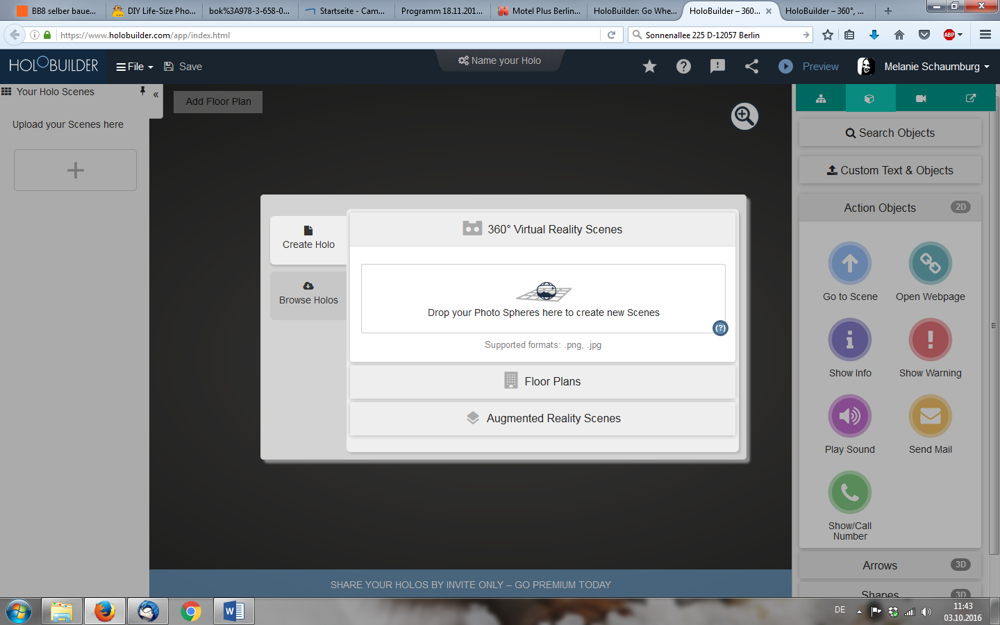 BB8 selber baue...
DIY Life-Size Pho...
bok%3A978-3-658-0...
Startseite - Cam...
Programm 18.11.201...
Motel Plus Berlin...
HoloBuilder: Go Whe...
HoloBuilder – 360...
HoloBuilder – 360°, ...
https://www.holobuilder.com/app/index.html
Sonnenallee 225 D-12057 Berlin
ABP
HOLOBUILDER
File
Save
Name your Holo
Preview
Melanie Schaumburg
Your Holo Scenes
«
Add Floor Plan
Upload your Scenes here
Search Objects
Custom Text & Objects
Action Objects
2D
Go to Scene
Open Webpage
Show Info
Show Warning
Play Sound
Send Mail
Show/Call
Number
Arrows
3D
Shapes
3D
Create Holo
Browse Holos
360° Virtual Reality Scenes
Drop your Photo Spheres here to create new Scenes
(?)
Supported formats: .png, .jpg
Floor Plans
Augmented Reality Scenes
SHARE YOUR HOLOS BY INVITE ONLY – GO PREMIUM TODAY
DE
11:43
03.10.2016